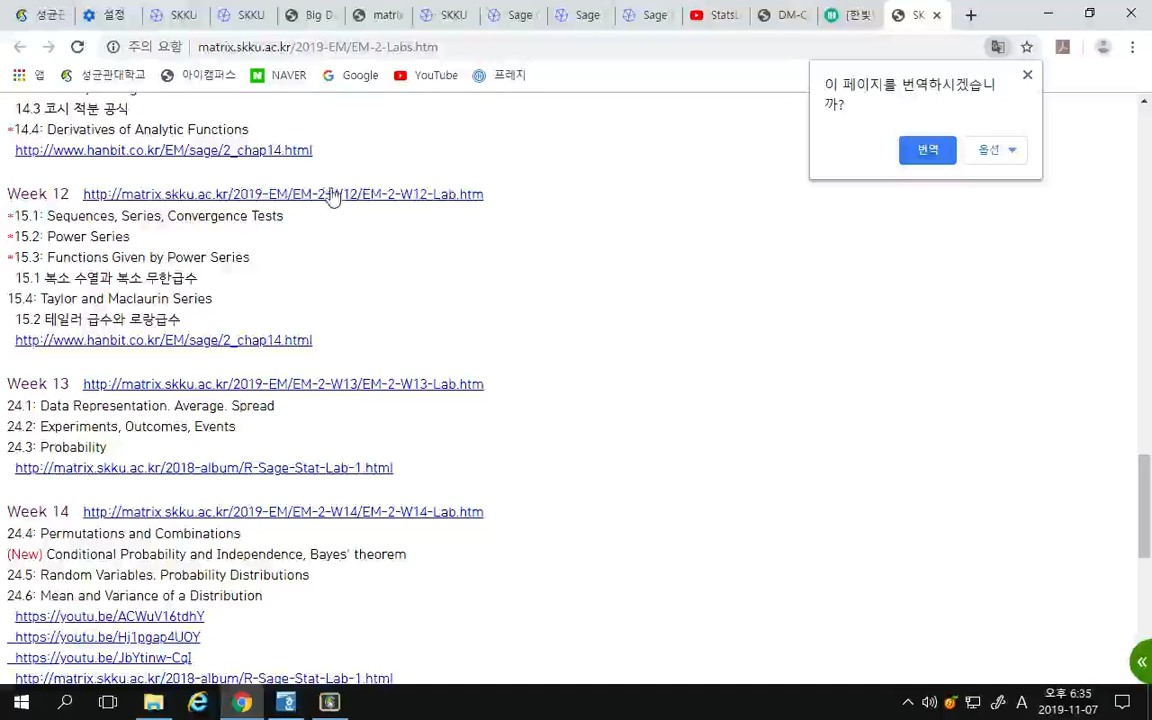 성균관
설정
SKKU
SKKU
Big D
matrix
SKKU
Sage
Sage
Sage
StatsL
DM-C
[한빛
SK
주의 요함
matrix.skku.ac.kr/2019-EM/EM-2-Labs.htm
앱
성균관대학교
아이캠퍼스
NAVER
Google
YouTube
프레지
이 페이지를 번역하시겠습니
까?
번역
옵션
14.3 코시 적분 공식
*14.4: Derivatives of Analytic Functions
http://www.hanbit.co.kr/EM/sage/2_chap14.html
Week 12 http://matrix.skku.ac.kr/2019-EM/EM-2-W12/EM-2-W12-Lab.htm
*15.1: Sequences, Series, Convergence Tests
*15.2: Power Series
*15.3: Functions Given by Power Series
15.1 복소 수열과 복소 무한급수
15.4: Taylor and Maclaurin Series
15.2 테일러 급수와 로랑급수
http://www.hanbit.co.kr/EM/sage/2_chap14.html
Week 13 http://matrix.skku.ac.kr/2019-EM/EM-2-W13/EM-2-W13-Lab.htm
24.1: Data Representation. Average. Spread
24.2: Experiments, Outcomes, Events
24.3: Probability
http://matrix.skku.ac.kr/2018-album/R-Sage-Stat-Lab-1.html
Week 14 http://matrix.skku.ac.kr/2019-EM/EM-2-W14/EM-2-W14-Lab.htm
24.4: Permutations and Combinations
(New) Conditional Probability and Independence, Bayes' theorem
24.5: Random Variables. Probability Distributions
24.6: Mean and Variance of a Distribution
https://youtu.be/ACWuV16tdhY
https://youtu.be/Hj1pgap4UOY
https://youtu.be/JbYtinw-CqI
http://matrix.skku.ac.kr/2018-album/R-Sage-Stat-Lab-1.html
A
오후 6:35
2019-11-07